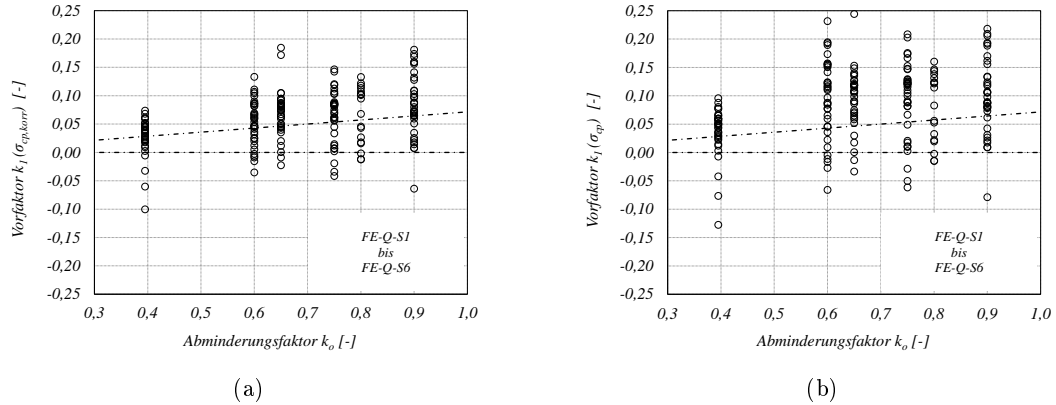 0,25
0,20
0,15
0,10
0,05
0,00
-0,05
-0,10
-0,15
-0,20
-0,25
Vorfaktor k1 (σcp,korr) [-]
FE-Q-S1
bis
FE-Q-S6
0,3 0,4 0,5 0,6 0,7 0,8 0,9 1,0
Abminderungsfaktor ko [-]
(a)
0,25
0,20
0,15
0,10
0,05
0,00
-0,05
-0,10
-0,15
-0,20
-0,25
Vorfaktor k1 (σcp) [-]
FE-Q-S1
bis
FE-Q-S6
0,3 0,4 0,5 0,6 0,7 0,8 0,9 1,0
Abminderungsfaktor ko [-]
(b)